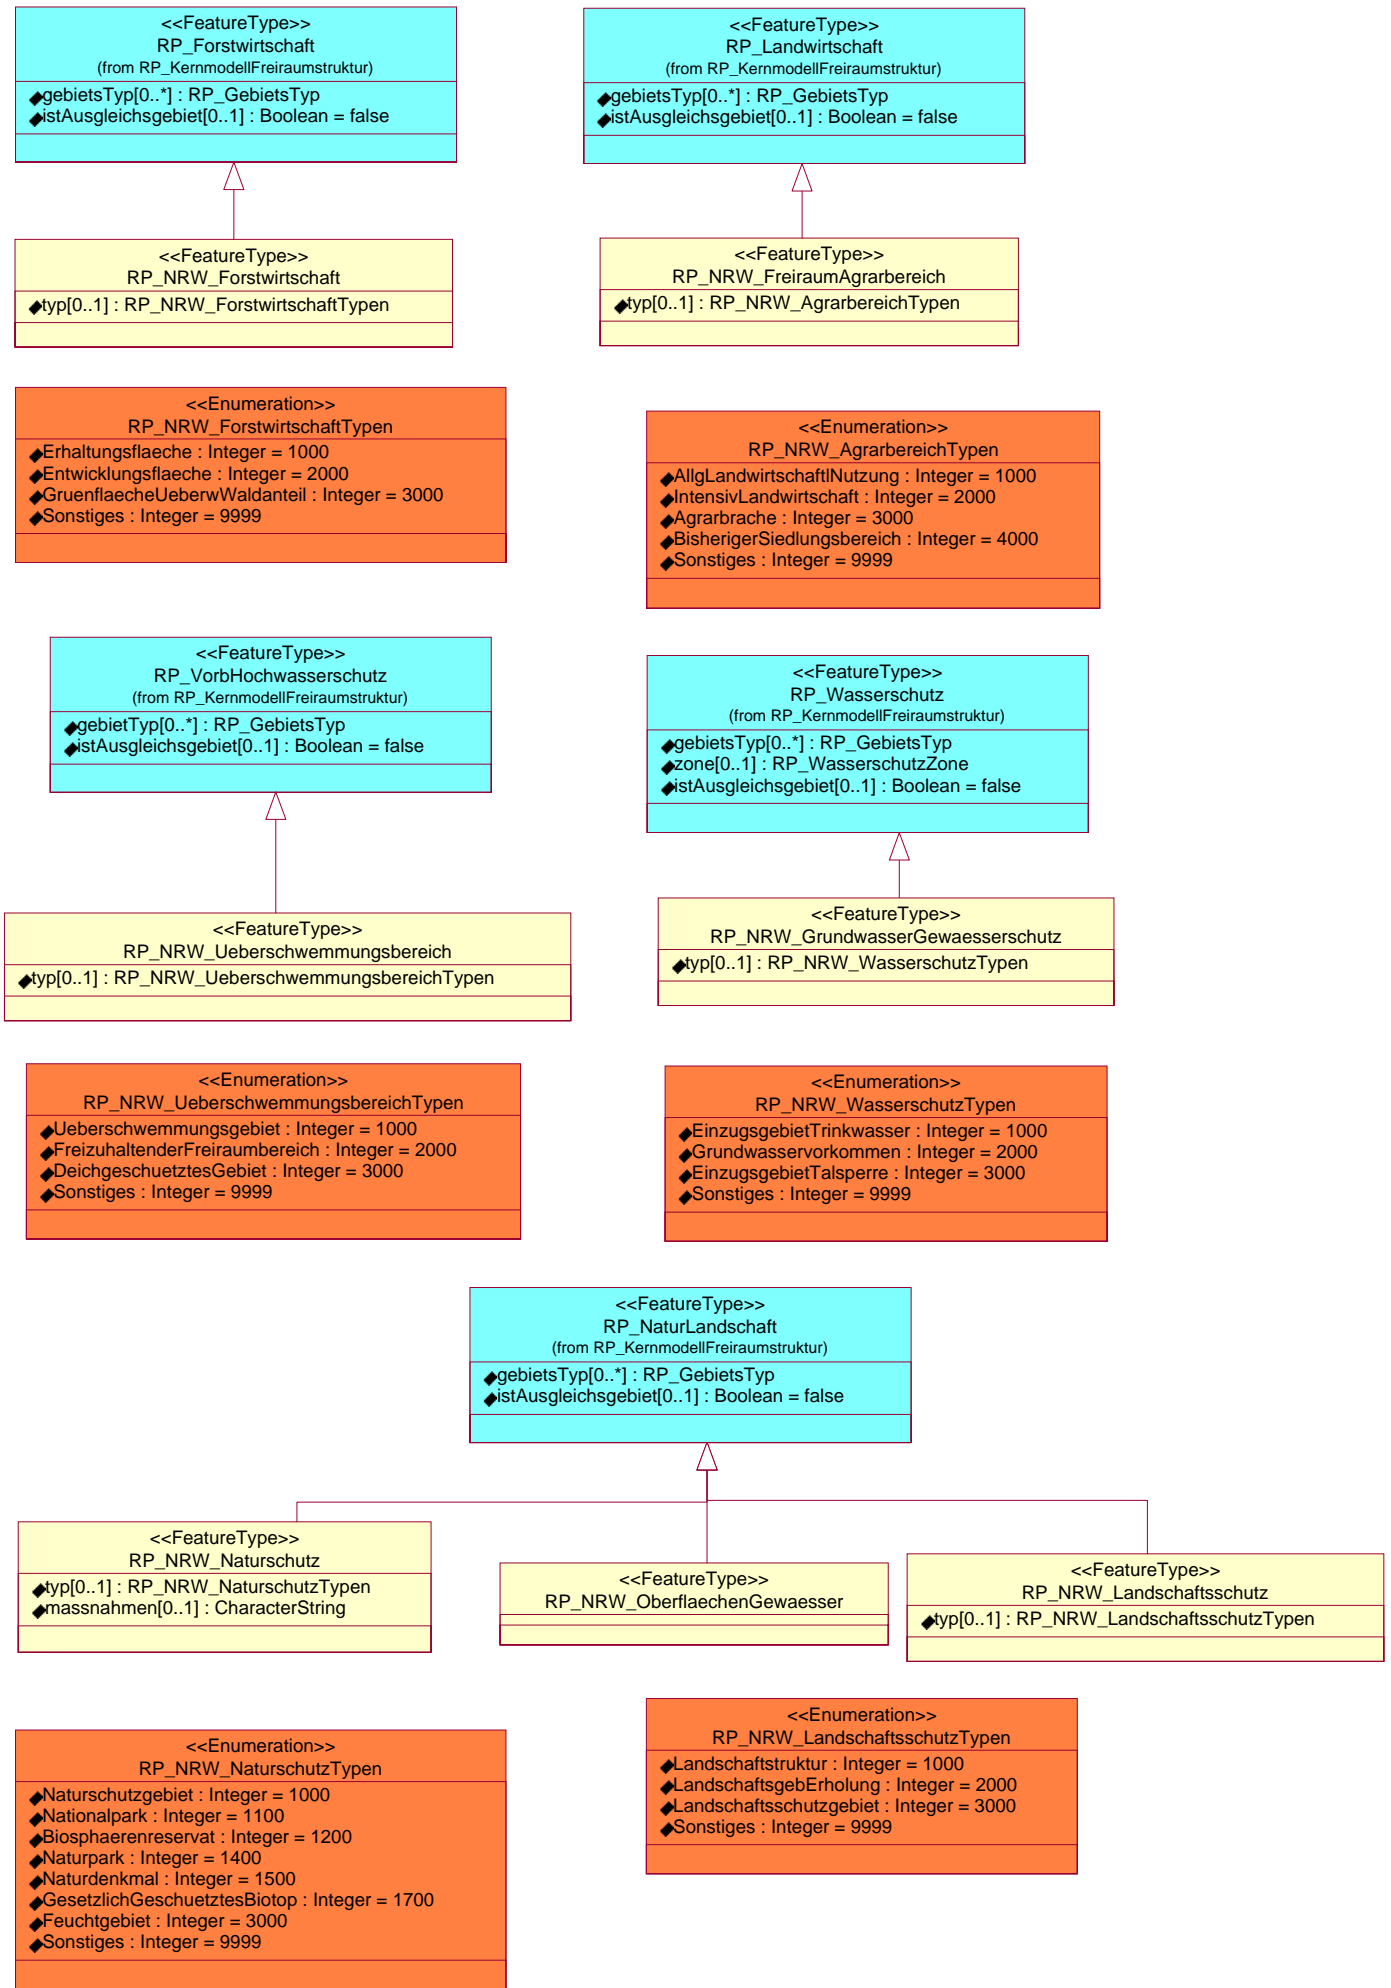 <<FeatureType>>
RP_Forstwirtschaft
(from RP_KernmodellFreiraumstruktur)
gebietsTyp[0..*] : RP_GebietsTyp
istAusgleichsgebiet[0..1] : Boolean = false
<<FeatureType>>
RP_Landwirtschaft
(from RP_KernmodellFreiraumstruktur)
gebietsTyp[0..*] : RP_GebietsTyp
istAusgleichsgebiet[0..1] : Boolean = false
<<FeatureType>>
RP_NRW_Forstwirtschaft
typ[0..1] : RP_NRW_ForstwirtschaftTypen
<<FeatureType>>
RP_NRW_FreiraumAgrarbereich
typ[0..1] : RP_NRW_AgrarbereichTypen
<<Enumeration>>
RP_NRW_ForstwirtschaftTypen
Erhaltungsflaeche : Integer = 1000
Entwicklungsflaeche : Integer = 2000
GruenflaecheUeberwWaldanteil : Integer = 3000
Sonstiges : Integer = 9999
<<Enumeration>>
RP_NRW_AgrarbereichTypen
AllgLandwirtschaftlNutzung : Integer = 1000
IntensivLandwirtschaft : Integer = 2000
Agrarbrache : Integer = 3000
BisherigerSiedlungsbereich : Integer = 4000
Sonstiges : Integer = 9999
<<FeatureType>>
RP_VorbHochwasserschutz
(from RP_KernmodellFreiraumstruktur)
gebietTyp[0..*] : RP_GebietsTyp
istAusgleichsgebiet[0..1] : Boolean = false
<<FeatureType>>
RP_Wasserschutz
(from RP_KernmodellFreiraumstruktur)
gebietsTyp[0..*] : RP_GebietsTyp
zone[0..1] : RP_WasserschutzZone
istAusgleichsgebiet[0..1] : Boolean = false
<<FeatureType>>
RP_NRW_Ueberschwemmungsbereich
typ[0..1] : RP_NRW_UeberschwemmungsbereichTypen
<<FeatureType>>
RP_NRW_GrundwasserGewaesserschutz
typ[0..1] : RP_NRW_WasserschutzTypen
<<Enumeration>>
RP_NRW_UeberschwemmungsbereichTypen
Ueberschwemmungsgebiet : Integer = 1000
FreizuhaltenderFreiraumbereich : Integer = 2000
DeichgeschuetztesGebiet : Integer = 3000
Sonstiges : Integer = 9999
<<Enumeration>>
RP_NRW_WasserschutzTypen
EinzugsgebietTrinkwasser : Integer = 1000
Grundwasservorkommen : Integer = 2000
EinzugsgebietTalsperre : Integer = 3000
Sonstiges : Integer = 9999
<<FeatureType>>
RP_NaturLandschaft
(from RP_KernmodellFreiraumstruktur)
gebietsTyp[0..*] : RP_GebietsTyp
istAusgleichsgebiet[0..1] : Boolean = false
<<FeatureType>>
RP_NRW_Naturschutz
typ[0..1] : RP_NRW_NaturschutzTypen
massnahmen[0..1] : CharacterString
<<FeatureType>>
RP_NRW_OberflaechenGewaesser
<<FeatureType>>
RP_NRW_Landschaftsschutz
typ[0..1] : RP_NRW_LandschaftsschutzTypen
<<Enumeration>>
RP_NRW_NaturschutzTypen
Naturschutzgebiet : Integer = 1000
Nationalpark : Integer = 1100
Biosphaerenreservat : Integer = 1200
Naturpark : Integer = 1400
Naturdenkmal : Integer = 1500
GesetzlichGeschuetztesBiotop : Integer = 1700
Feuchtgebiet : Integer = 3000
Sonstiges : Integer = 9999
<<Enumeration>>
RP_NRW_LandschaftsschutzTypen
Landschaftstruktur : Integer = 1000
LandschaftsgebErholung : Integer = 2000
Landschaftsschutzgebiet : Integer = 3000
Sonstiges : Integer = 9999